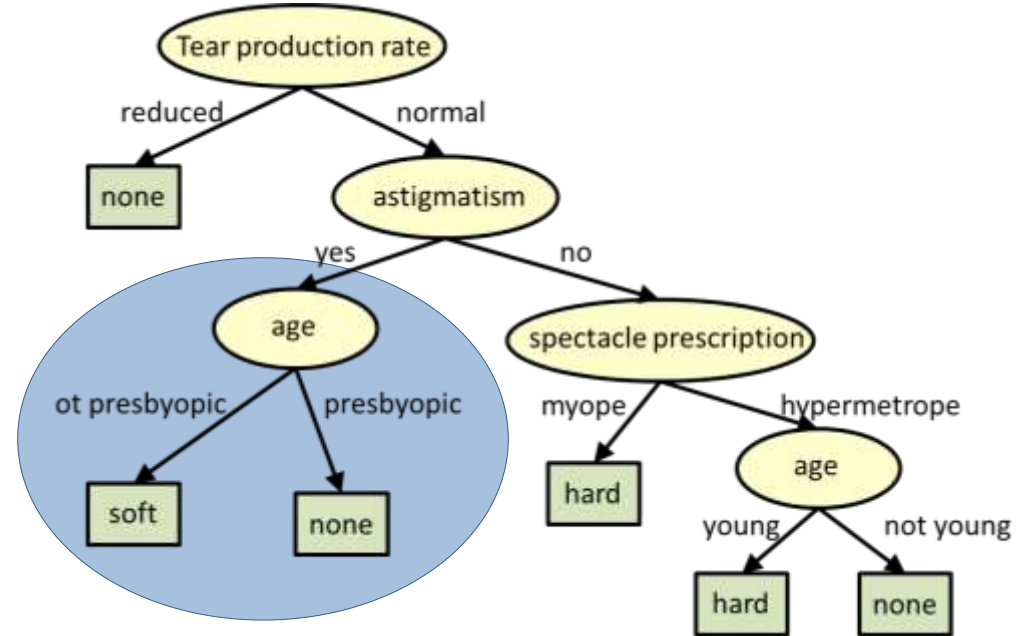 Tear production rate
reduced
normal
none
astigmatism
yes
no
age
spectacle prescription
ot presbyopic
presbyopic
myope
hypermetrope
age
soft
none
hard
young
not young
hard
none